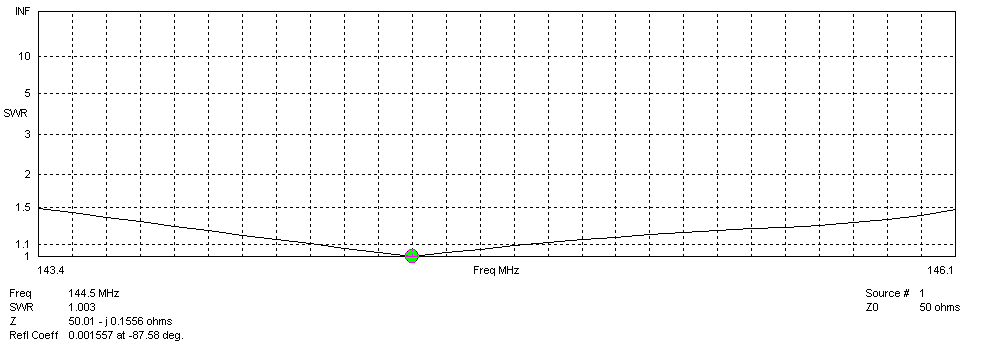 INF
10
5
SWR
3
2
1.5
1.1
1
143.4 Freq MHz 146.1
Freq 144.5 MHz Source # 1
SWR 1.003 Z0 50 ohms
Z 50.01 - j 0.1556 ohms
Refl Coeff 0.001557 at -87.58 deg.